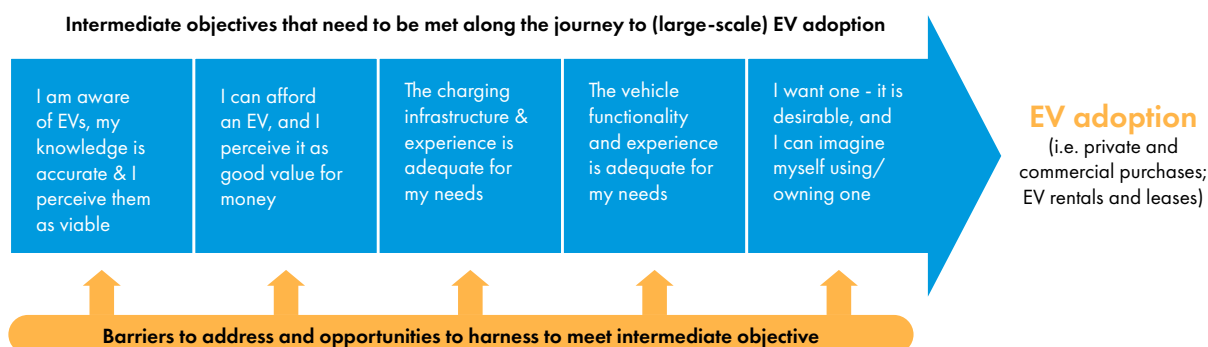 Intermediate objectives that need to be met along the journey to (large-scale) EV adoption
I am aware
of EVs, my
knowledge is
accurate & I
perceive them
as viable
I can afford
an EV, and I
perceive it as
good value for
money
The charging
infrastructure &
experience is
adequate for
my needs
The vehicle
functionality
and experience
is adequate for
my needs
I want one - it is
desirable, and
I can imagine
myself using/
owning one
EV adoption
(i.e. private and
commercial purchases;
EV rentals and leases)
Barriers to address and opportunities to harness to meet intermediate objective